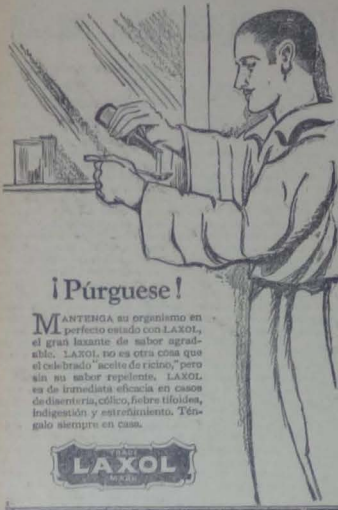 ¡Púrguese!
MANTENGA su organismo en
perfecto estado con LAXOL,
el gran laxante de sabor agrad-
able. LAXOL no es otra cosa que
el celebrado "aceite de ricino," pero
sin su sabor repelente. LAXOL
es de inmediata eficacia en casos
de disentería, cólico, fiebre tifoidea,
indigestión y estreñimiento. Tén-
galo siempre en casa.
TRADE
LAXOL
MARK